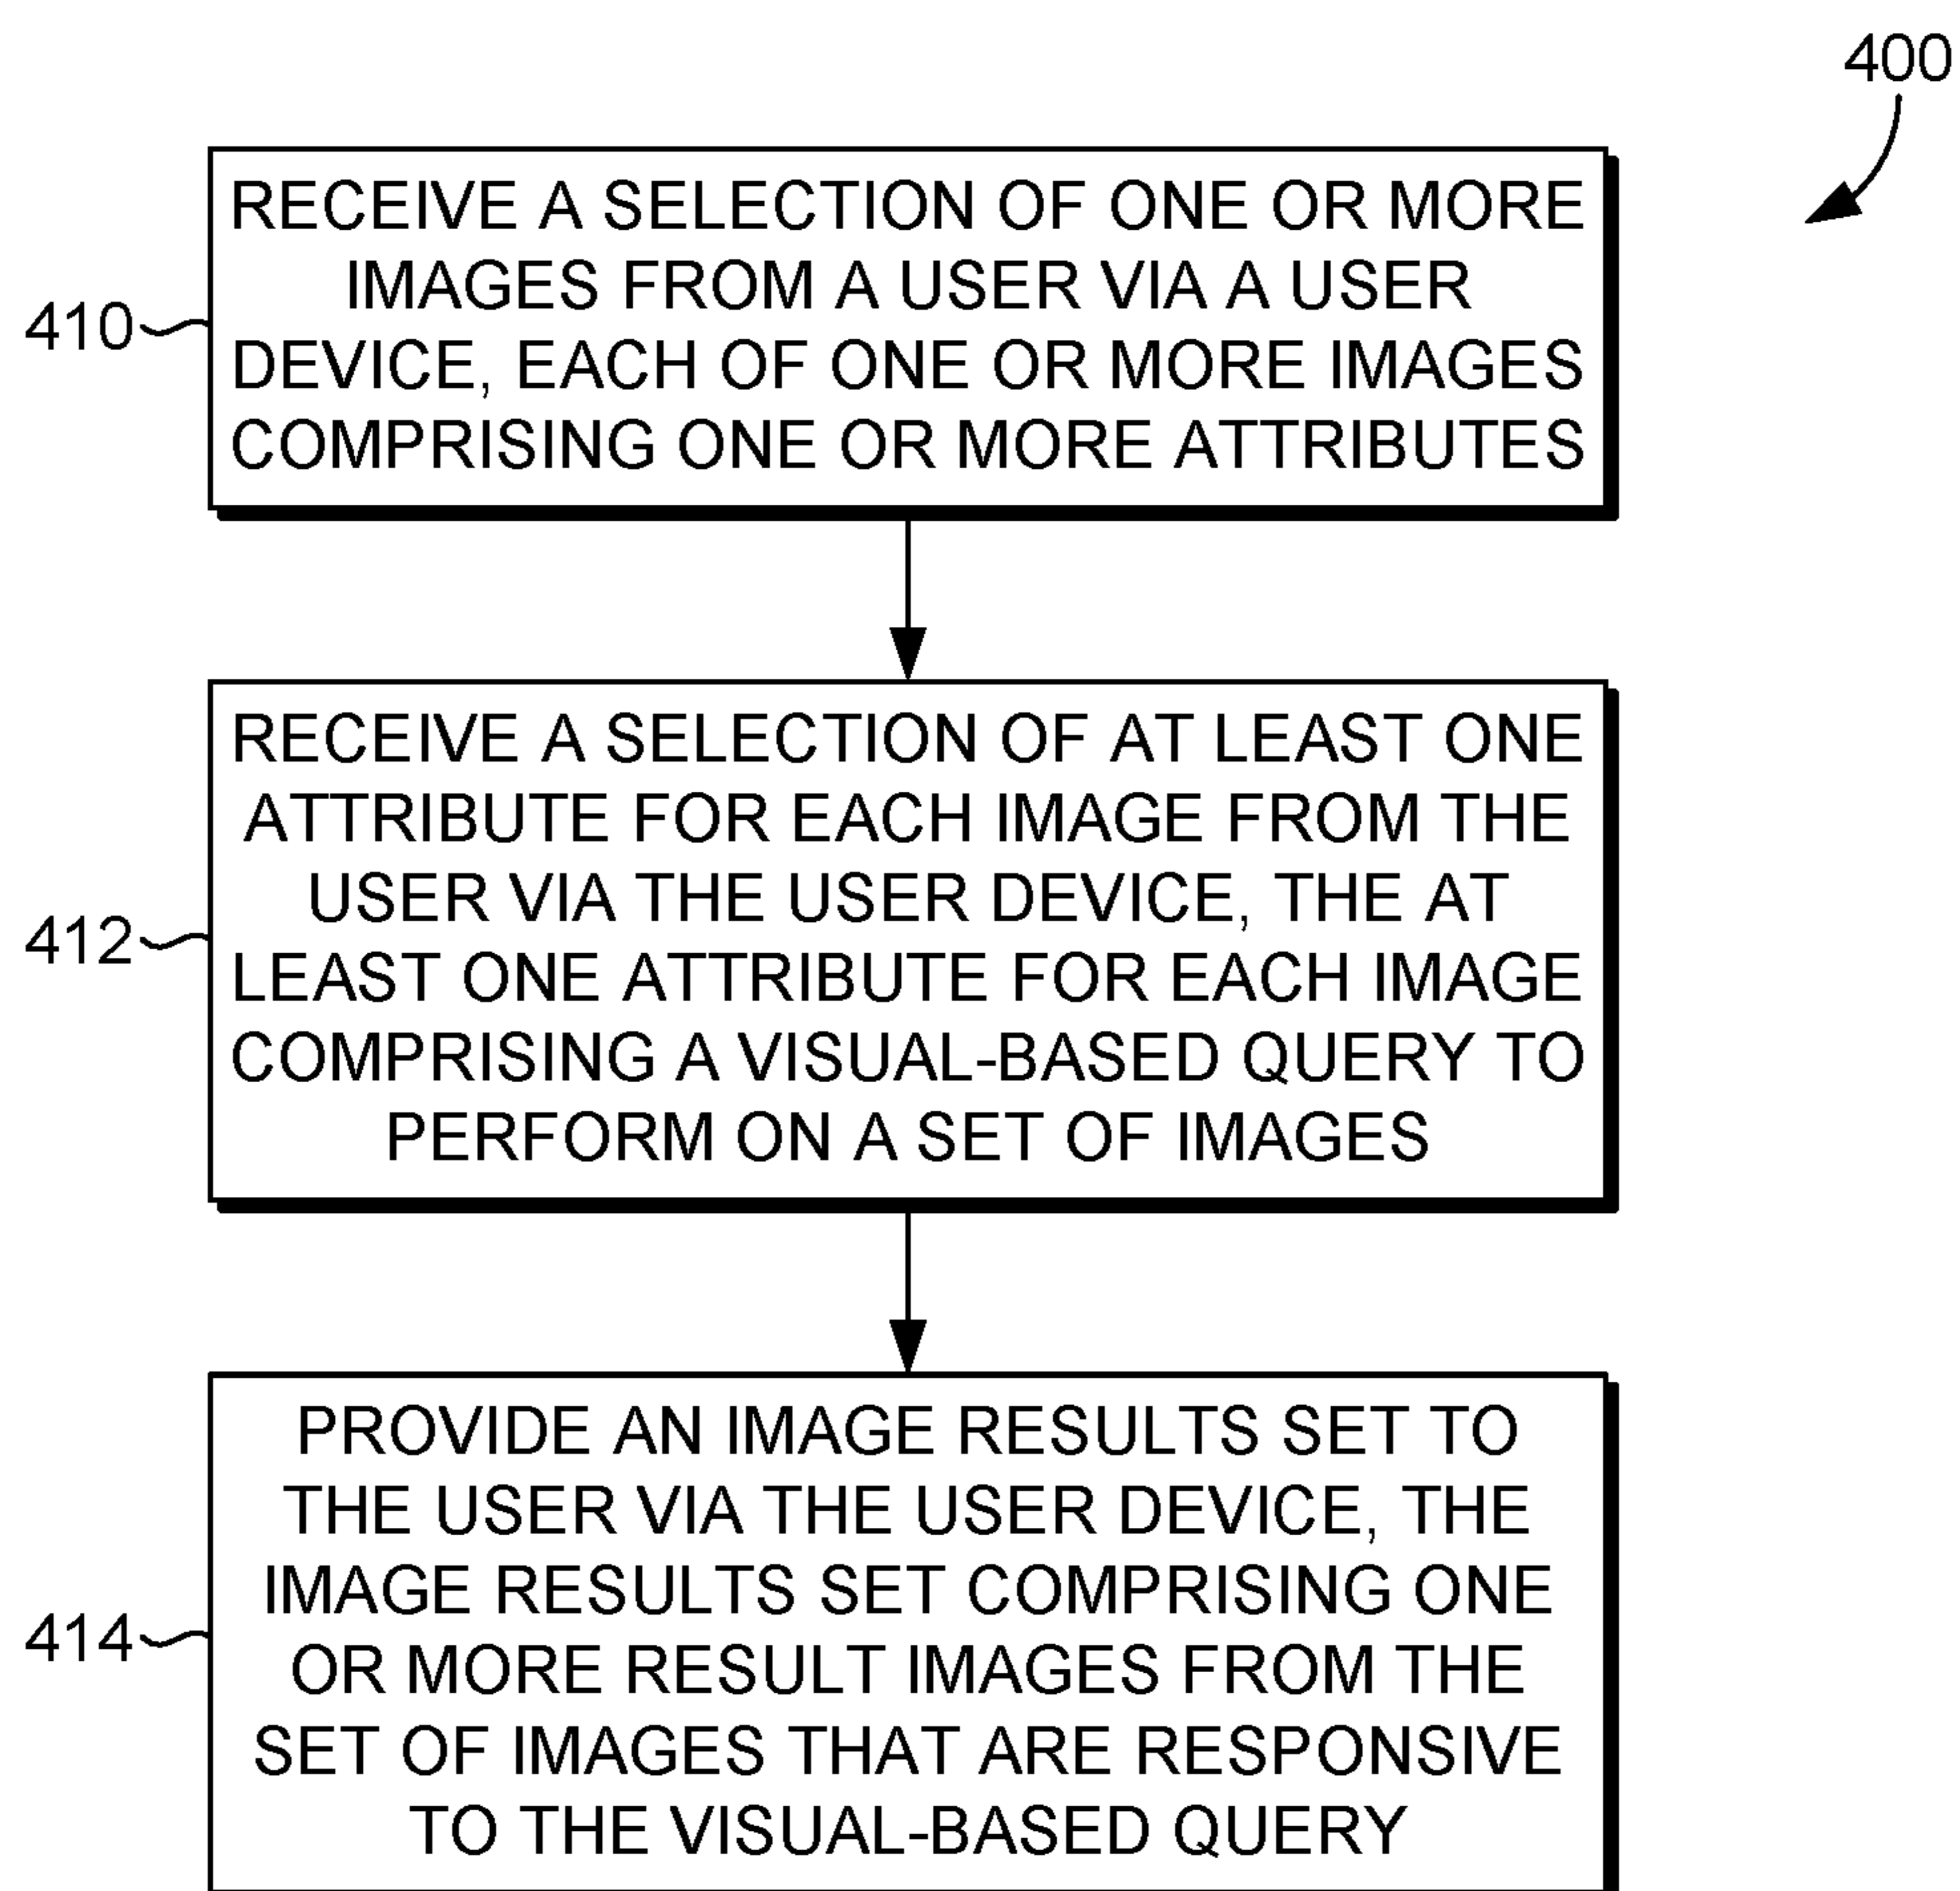 400
RECEIVE A SELECTION OF ONE OR MORE
IMAGES FROM A USER VIA A USER
DEVICE, EACH OF ONE OR MORE IMAGES
COMPRISING ONE OR MORE ATTRIBUTES
410
RECEIVE A SELECTION OF AT LEAST ONE
ATTRIBUTE FOR EACH IMAGE FROM THE
USER VIA THE USER DEVICE, THE AT
LEAST ONE ATTRIBUTE FOR EACH IMAGE
COMPRISING A VISUAL-BASED QUERY TO
PERFORM ON A SET OF IMAGES
412
PROVIDE AN IMAGE RESULTS SET TO
THE USER VIA THE USER DEVICE, THE
IMAGE RESULTS SET COMPRISING ONE
OR MORE RESULT IMAGES FROM THE
SET OF IMAGES THAT ARE RESPONSIVE
TO THE VISUAL-BASED QUERY
414